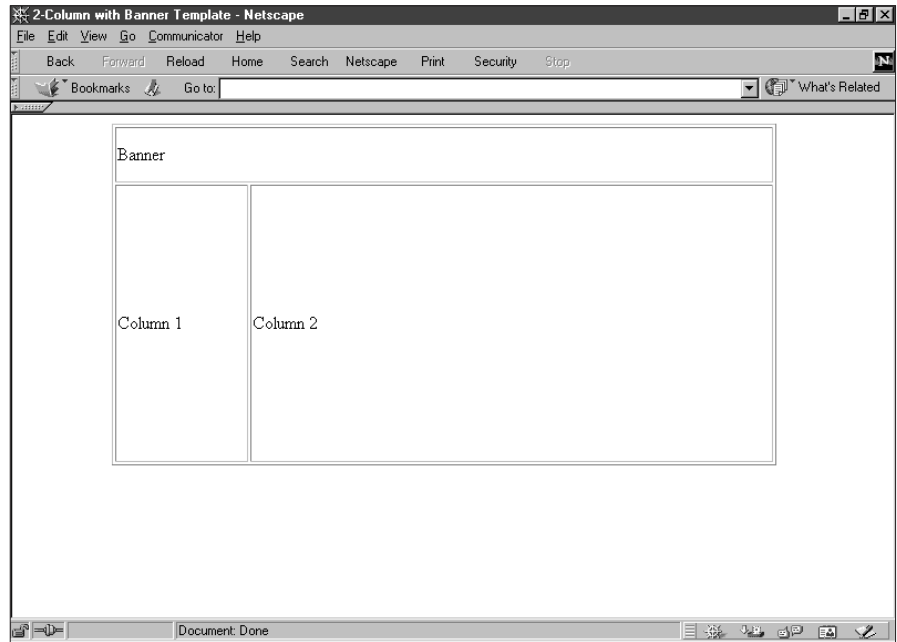 2-Column with Banner Template - Netscape
File Edit View Go Communicator Help
Back Forward Reload Home Search Netscape Print Security Stop
N
Bookmarks Go to: What's Related
Banner
Column 1 Column 2
Document: Done